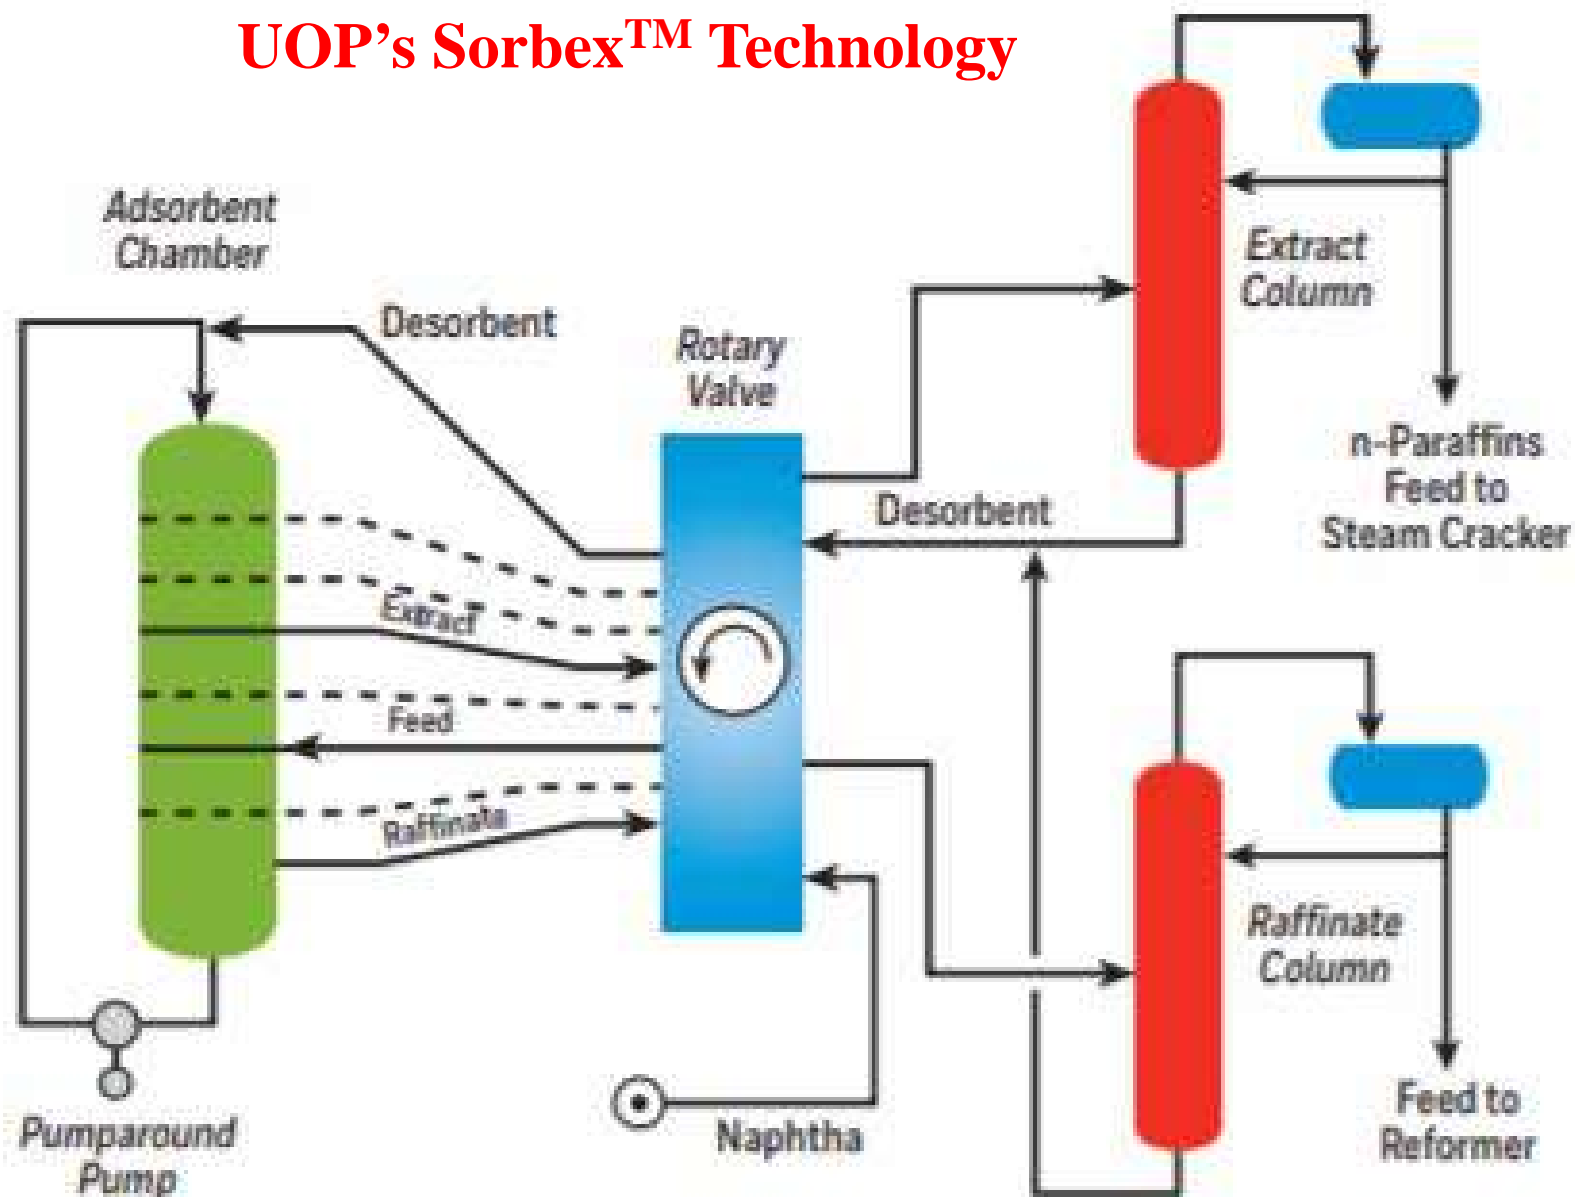 UOP’s Sorbex™ Technology
Adsorbent
Chamber
Desorbent
Rotary
Valve
Extract
Column
n-Paraffins
Feed to
Steam Cracker
Desorbent
Extract
Feed
Raffinate
Raffinate
Column
Feed to
Reformer
Naphtha
Pumparound
Pump